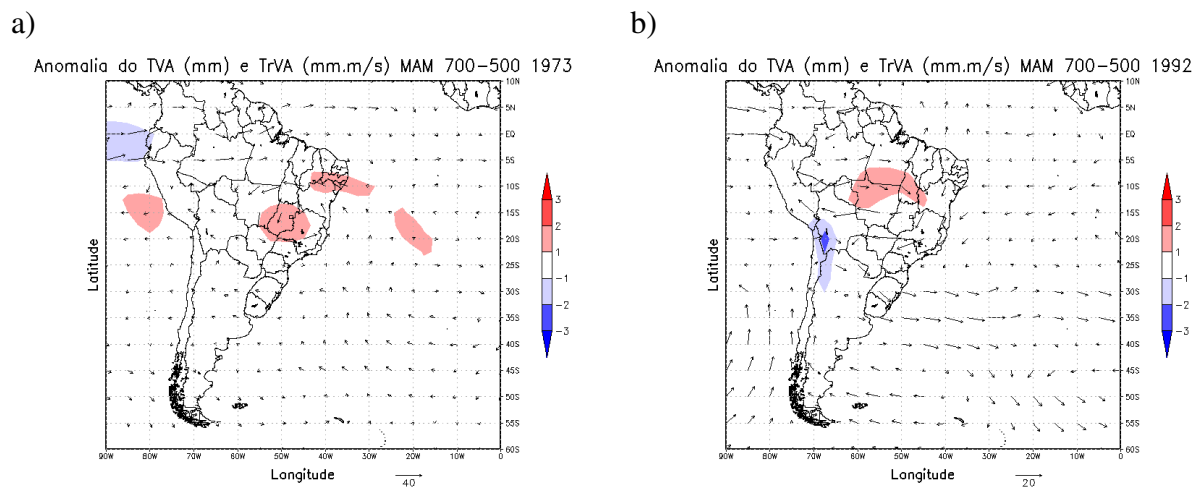 a)
b)
Anomalia do TVA (mm) e TrVA (mm.m/s) MAM 700-500 1973
Anomalia do TVA (mm) e TrVA (mm.m/s) MAM 700-500 1992
10N
5N
EQ
5S
10S
15S
20S
25S
30S
35S
40S
45S
50S
55S
60S
Latitude
90W 80W 70W 60W 50W 40W 30W 20W 10W 0
Longitude
40
3
2
1
-1
-2
-3
10N
5N
EQ
5S
10S
15S
20S
25S
30S
35S
40S
45S
50S
55S
60S
Latitude
90W 80W 70W 60W 50W 40W 30W 20W 10W 0
Longitude
20
3
2
1
-1
-2
-3